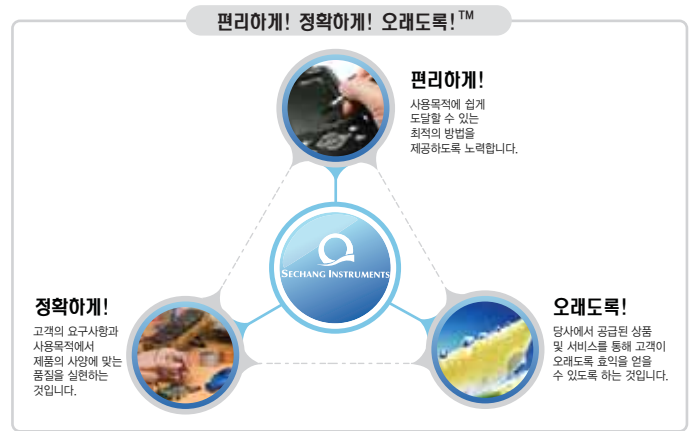 편리하게! 정확하게! 오래도록!™
편리하게!
사용목적에 쉽게
도달할 수 있는
최적의 방법을
제공하도록 노력합니다.
SECHANG INSTRUMENTS
정확하게!
고객의 요구사항과
사용목적에서
제품의 사양에 맞는
품질을 실현하는
것입니다.
오래도록!
당사에서 공급된 상품
및 서비스를 통해 고객이
오래도록 효익을 얻을
수 있도록 하는 것입니다.